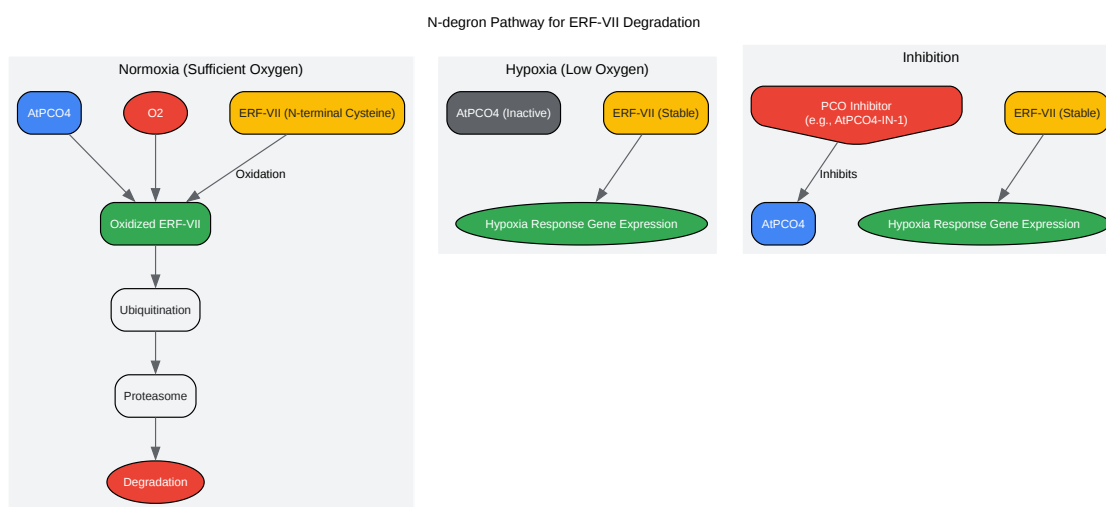 N-degron Pathway for ERF-VII Degradation
Normoxia (Sufficient Oxygen)
AtPCO4
O2
ERF-VII (N-terminal Cysteine)
Oxidation
Oxidized ERF-VII
Ubiquitination
Proteasome
Degradation
Hypoxia (Low Oxygen)
AtPCO4 (Inactive)
ERF-VII (Stable)
Hypoxia Response Gene Expression
Inhibition
PCO Inhibitor
(e.g., AtPCO4-IN-1)
ERF-VII (Stable)
Inhibits
AtPCO4
Hypoxia Response Gene Expression